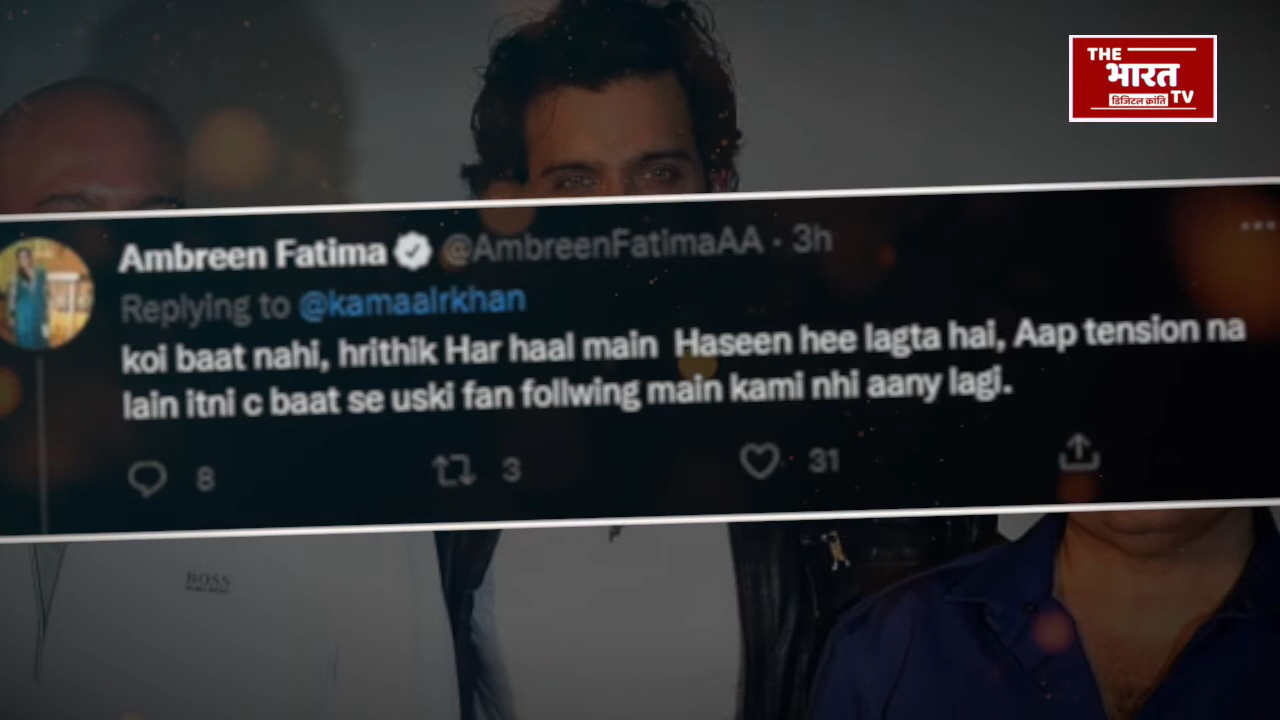 THE
भारत
डिजिटल क्रांति TV
Ambreen Fatima @AmbreenFatimaAA · 3h
Replying to @kamaalrkhan
koi baat nahi, hrithik Har haal main Haseen hee lagta hai, Aap tension na
lain itni c baat se uski fan follwing main kami nhi aany lagi.
8 3 31
BOSS